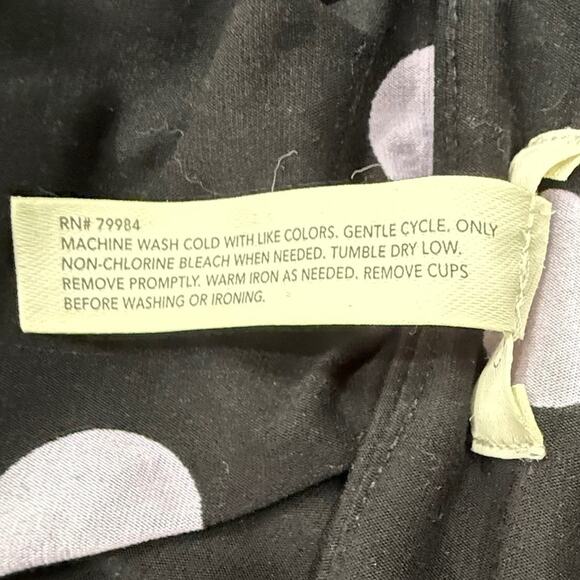 RN# 79984
MACHINE WASH COLD WITH LIKE COLORS. GENTLE CYCLE. ONLY
NON-CHLORINE BLEACH WHEN NEEDED. TUMBLE DRY LOW.
REMOVE PROMPTLY. WARM IRON AS NEEDED. REMOVE CUPS
BEFORE WASHING OR IRONING.